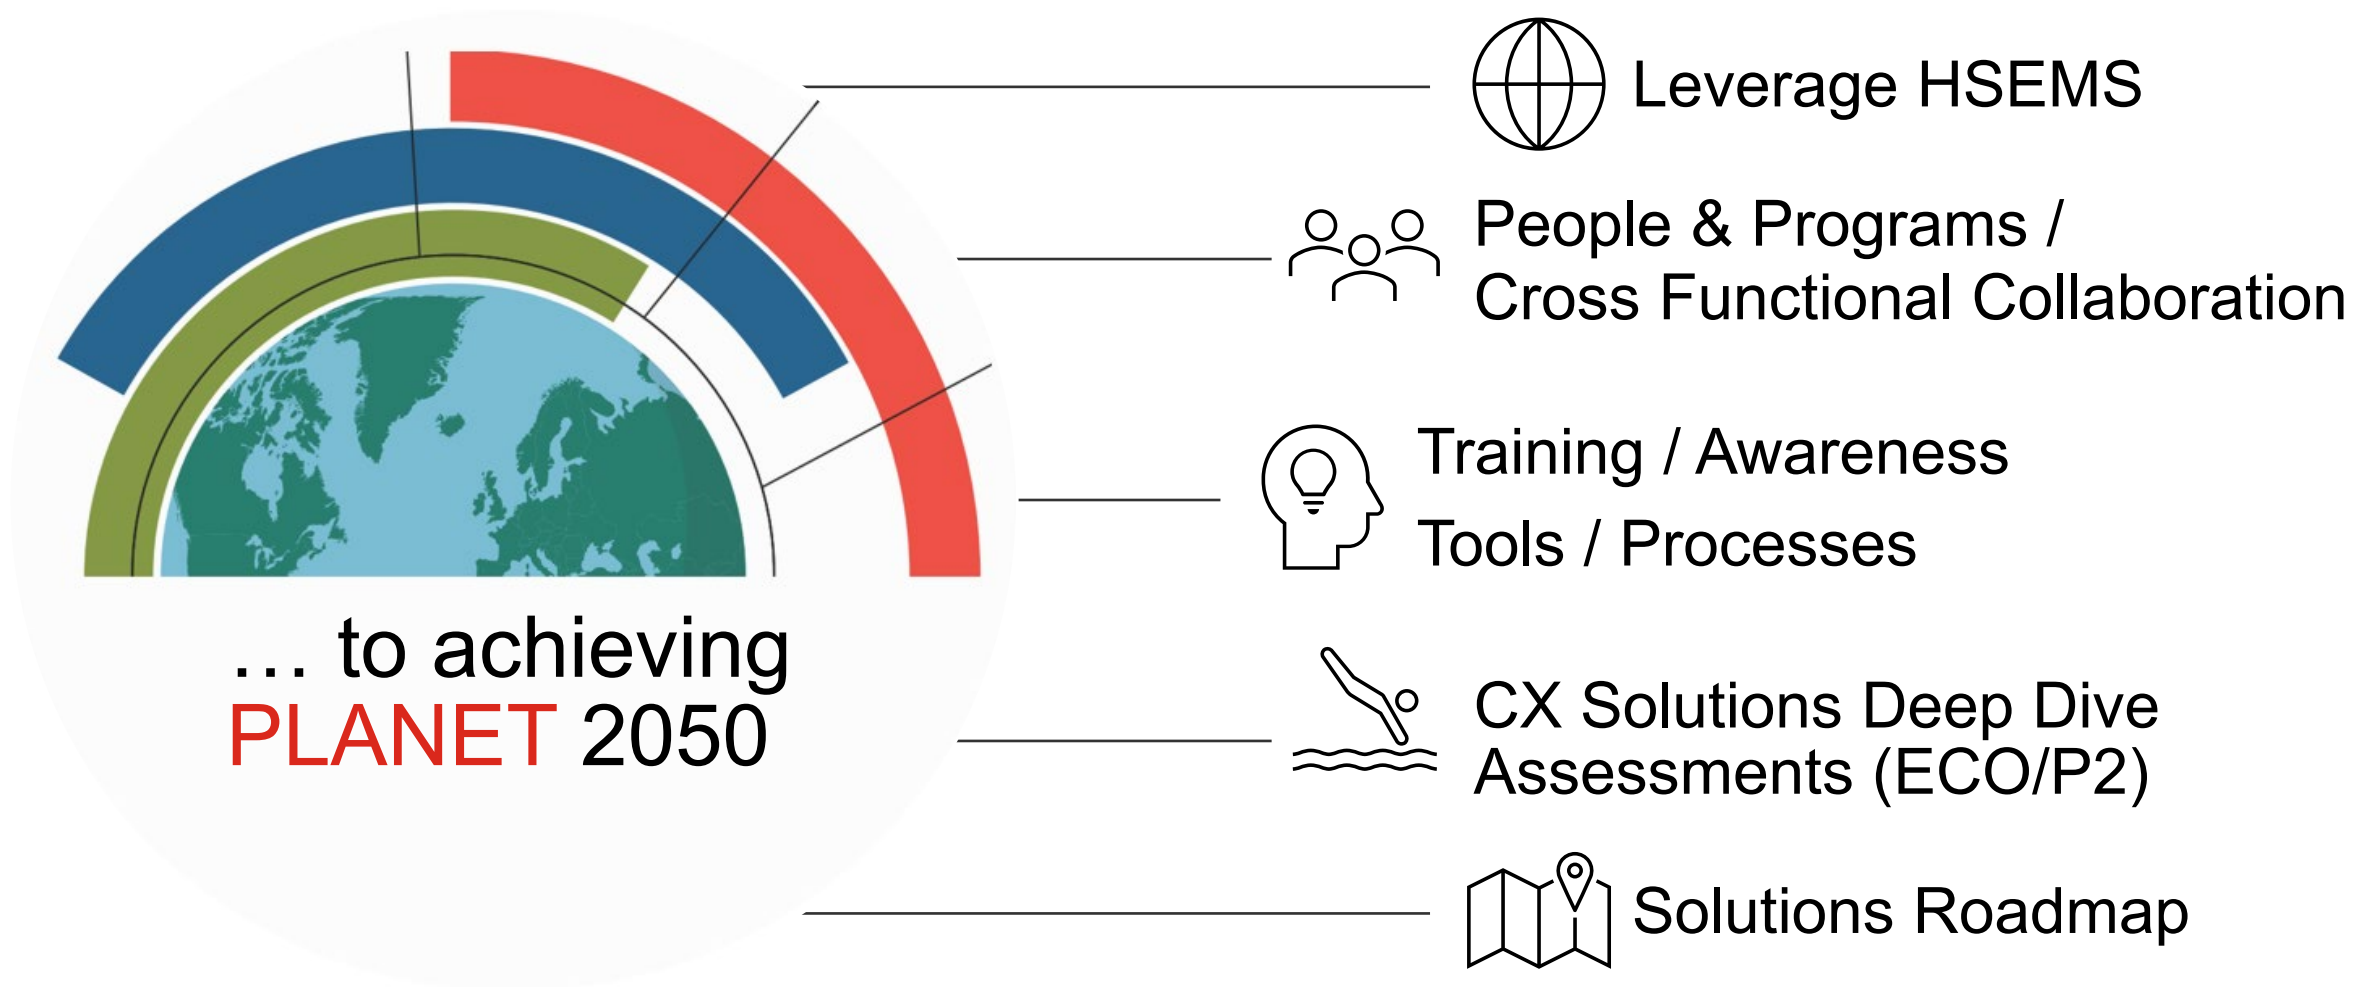 … to achieving
PLANET 2050
Leverage HSEMS
People & Programs /
Cross Functional Collaboration
Training / Awareness
Tools / Processes
CX Solutions Deep Dive
Assessments (ECO/P2)
Solutions Roadmap